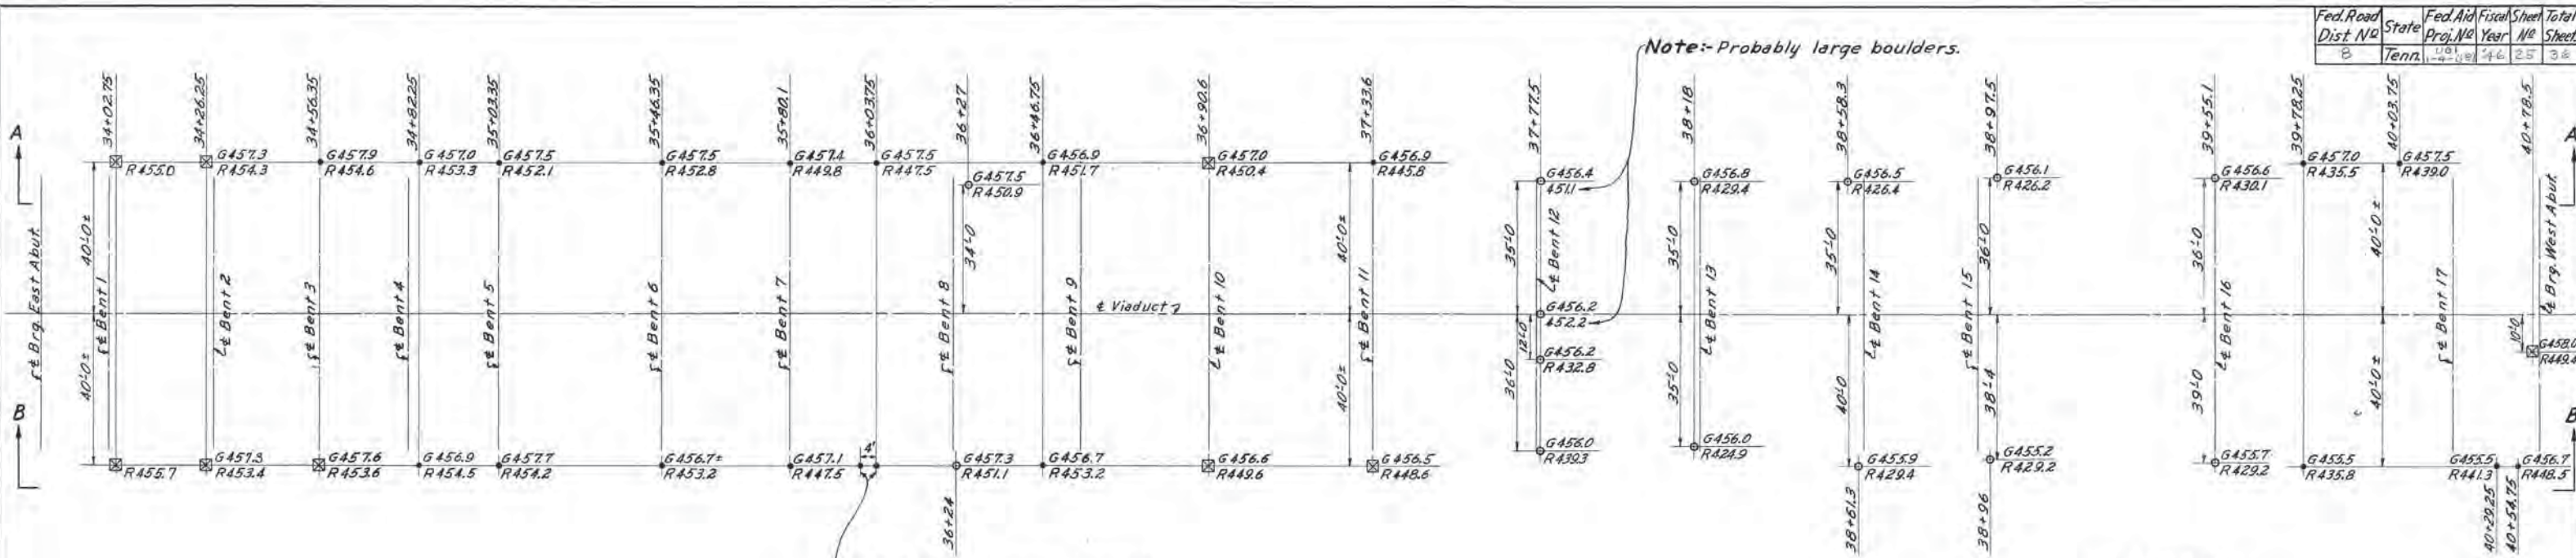 Fed. Road Dist Nº
State
Fed. Aid Proj. Nº
Fiscal Year
Sheet Nº
Total Sheet
8
Tenn.
46
25
Note:- Probably large boulders.
34+02.75
34+26.25
34+56.35
34+82.25
35+03.35
35+46.35
35+80.1
36+03.75
36+27
36+46.75
36+90.6
37+33.6
37+77.5
38+18
38+58.3
38+97.5
39+55.1
39+78.25
40+03.75
40+78.5
A
R455.0
G457.3
R454.3
G457.9
R454.6
G457.0
R453.3
G457.5
R452.1
G457.5
R452.8
G457.4
R449.8
G457.5
R447.5
G457.5
R450.9
G456.9
R451.7
G457.0
R450.4
G456.9
R445.8
G456.4
451.1
G456.8
R429.4
G456.5
R426.4
G456.1
R426.2
G456.6
R430.1
G457.0
R435.5
G457.5
R439.0
A
40'-0±
34'-0
40'-0±
35'-0
35'-0
35'-0
36'-0
36'-0
40'-0±
℄ Brg. East Abut.
℄ Bent 1
℄ Bent 2
℄ Bent 3
℄ Bent 4
℄ Bent 5
℄ Bent 6
℄ Bent 7
℄ Bent 8
℄ Bent 9
℄ Viaduct
℄ Bent 10
℄ Bent 11
℄ Bent 12
℄ Bent 13
℄ Bent 14
℄ Bent 15
℄ Bent 16
℄ Bent 17
℄ Brg. West Abut.
G456.2
452.2
12'-0
G456.2
R432.8
10'-0
G458.0
R449.4
40'-0±
40'-0±
36'-0
35'-0
40'-0
38'-4
39'-0
40'-0±
B
R455.7
G457.3
R453.4
G457.6
R453.6
G456.9
R454.5
G457.7
R454.2
G456.7±
R453.2
G457.1
R447.5
4'
G457.3
R451.1
G456.7
R453.2
G456.6
R449.6
G456.5
R448.6
G456.0
R439.3
G456.0
R424.9
G455.9
R429.4
G455.2
R429.2
G455.7
R429.2
G455.5
R435.8
G455.5
R441.3
G456.7
R448.5
B
36+24
38+61.3
38+96
40+29.25
40+54.75